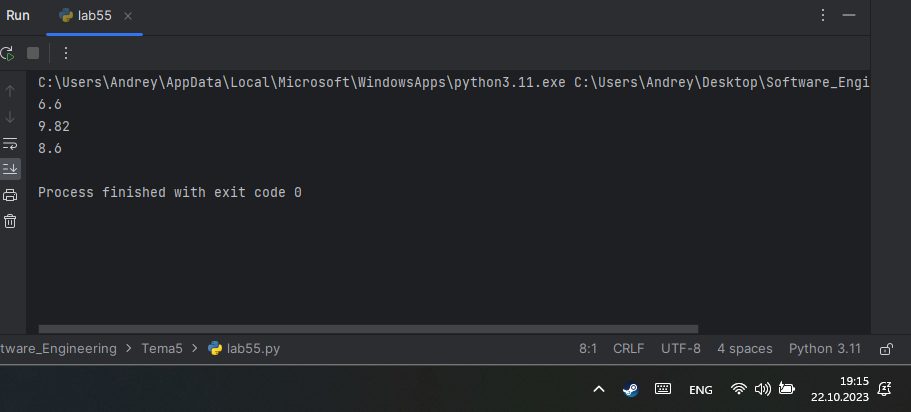 Run lab55
C:\Users\Andrey\AppData\Local\Microsoft\WindowsApps\python3.11.exe C:\Users\Andrey\Desktop\Software_Engi
6.6
9.82
8.6
Process finished with exit code 0
tware_Engineering > Tema5 > lab55.py 8:1 CRLF UTF-8 4 spaces Python 3.11
ENG 19:15
22.10.2023